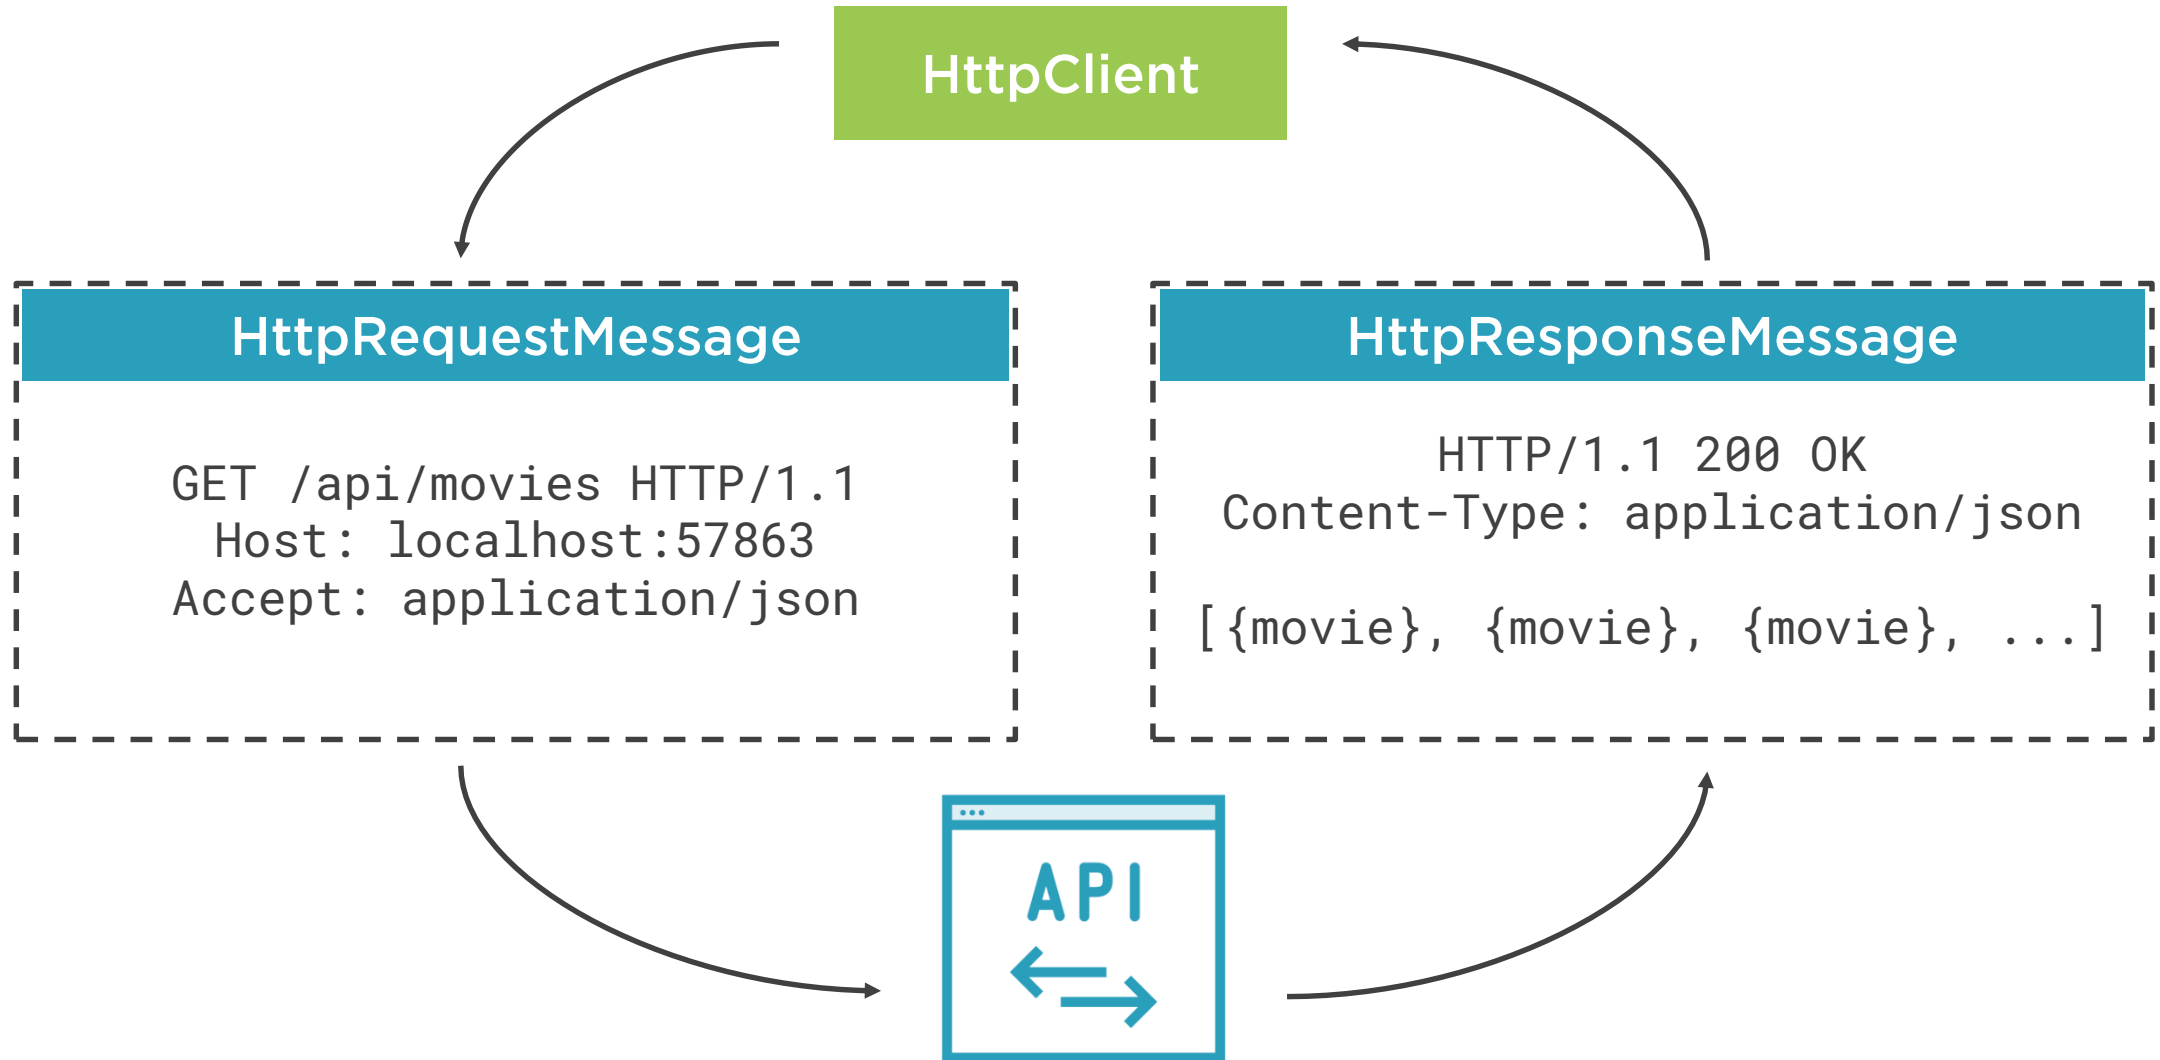 HttpClient
HttpRequestMessage
GET /api/movies HTTP/1.1
Host: localhost:57863
Accept: application/json
HttpResponseMessage
HTTP/1.1 200 OK
Content-Type: application/json
[{movie}, {movie}, {movie}, ...]
API